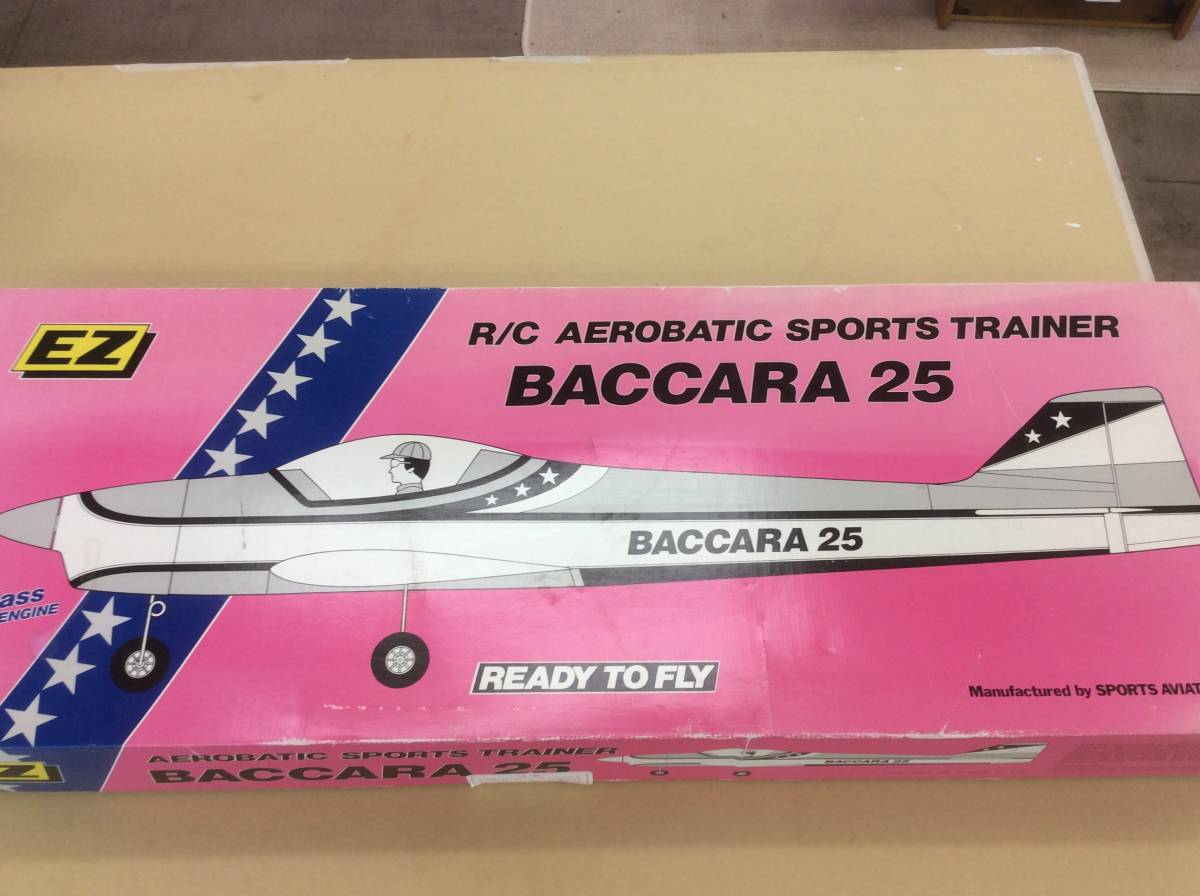 EZ
R/C AEROBATIC SPORTS TRAINER
BACCARA 25
BACCARA 25
ENGINE
READY TO FLY
Manufactured by SPORTS AVIAT
AEROBATIC SPORTS TRAINER
BACCARA 25
BACCARA 25